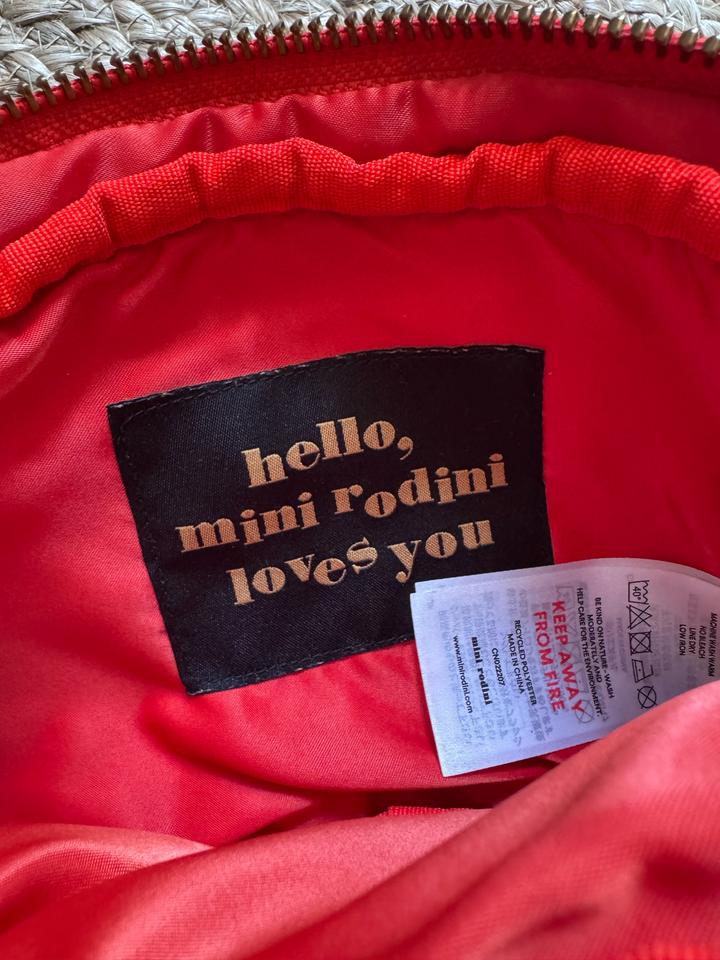 hello,
mini rodini
loves you
MACHINE WASH WARM
NO BLEACH
LINE DRY
LOW IRON
40°
BE KIND ON NATURE - WASH
MODERATELY AND
HELP CARE FOR THE ENVIRONMENT.
KEEP AWAY
FROM FIRE
RECYCLED POLYESTER
MADE IN CHINA
CN022207
mini rodini
www.minirodini.com